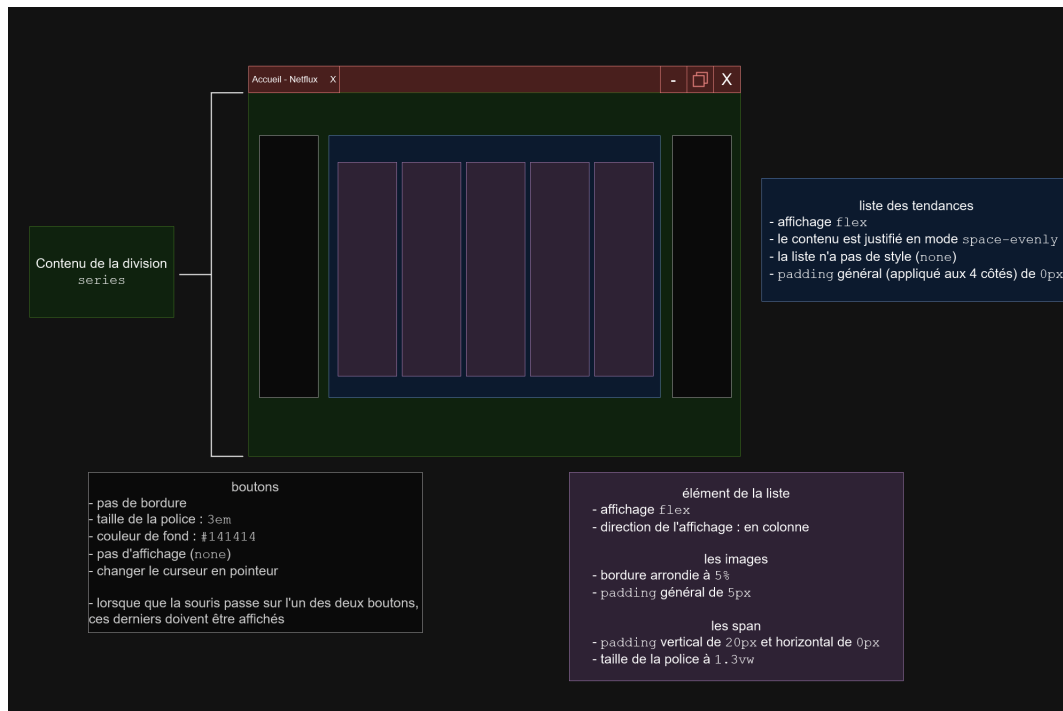 Accueil - Netflux X
- X
liste des tendances
- affichage flex
- le contenu est justifié en mode space-evenly
- la liste n'a pas de style (none)
- padding général (appliqué aux 4 côtés) de 0px
Contenu de la division
series
boutons
- pas de bordure
- taille de la police : 3em
- couleur de fond : #141414
- pas d'affichage (none)
- changer le curseur en pointeur
- lorsque que la souris passe sur l'un des deux boutons,
ces derniers doivent être affichés
élément de la liste
- affichage flex
- direction de l'affichage : en colonne
les images
- bordure arrondie à 5%
- padding général de 5px
les span
- padding vertical de 20px et horizontal de 0px
- taille de la police à 1.3vw